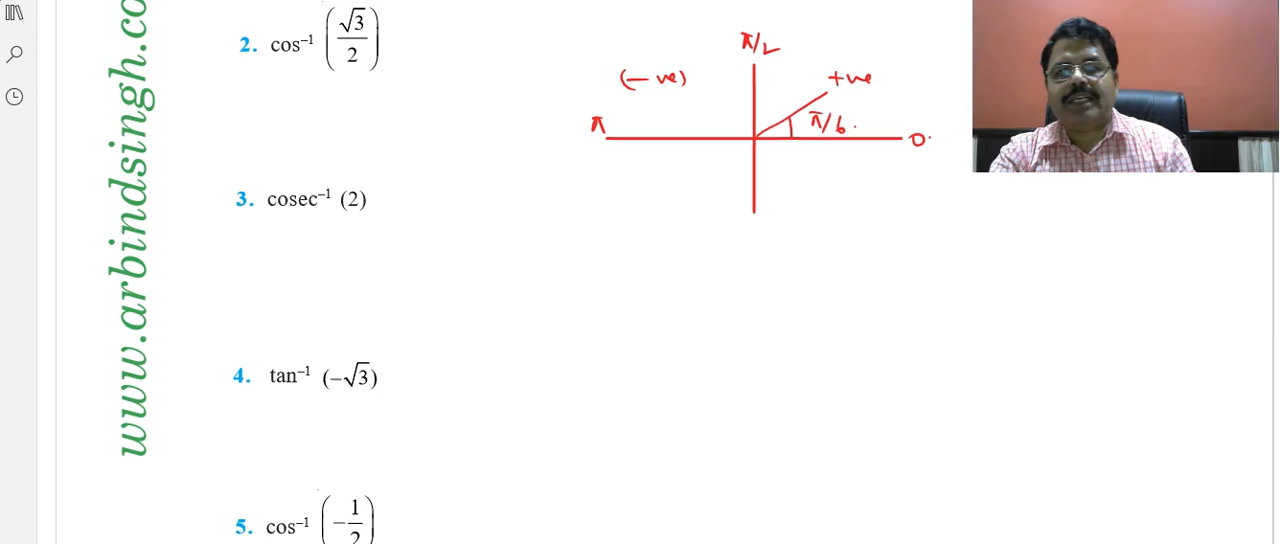 www.arbindsingh.co
2. cos⁻¹ (√3/2)
π/2
(− ve)
+ve
π
π/6.
0.
3. cosec⁻¹ (2)
4. tan⁻¹ (−√3)
5. cos⁻¹ (−1/2)